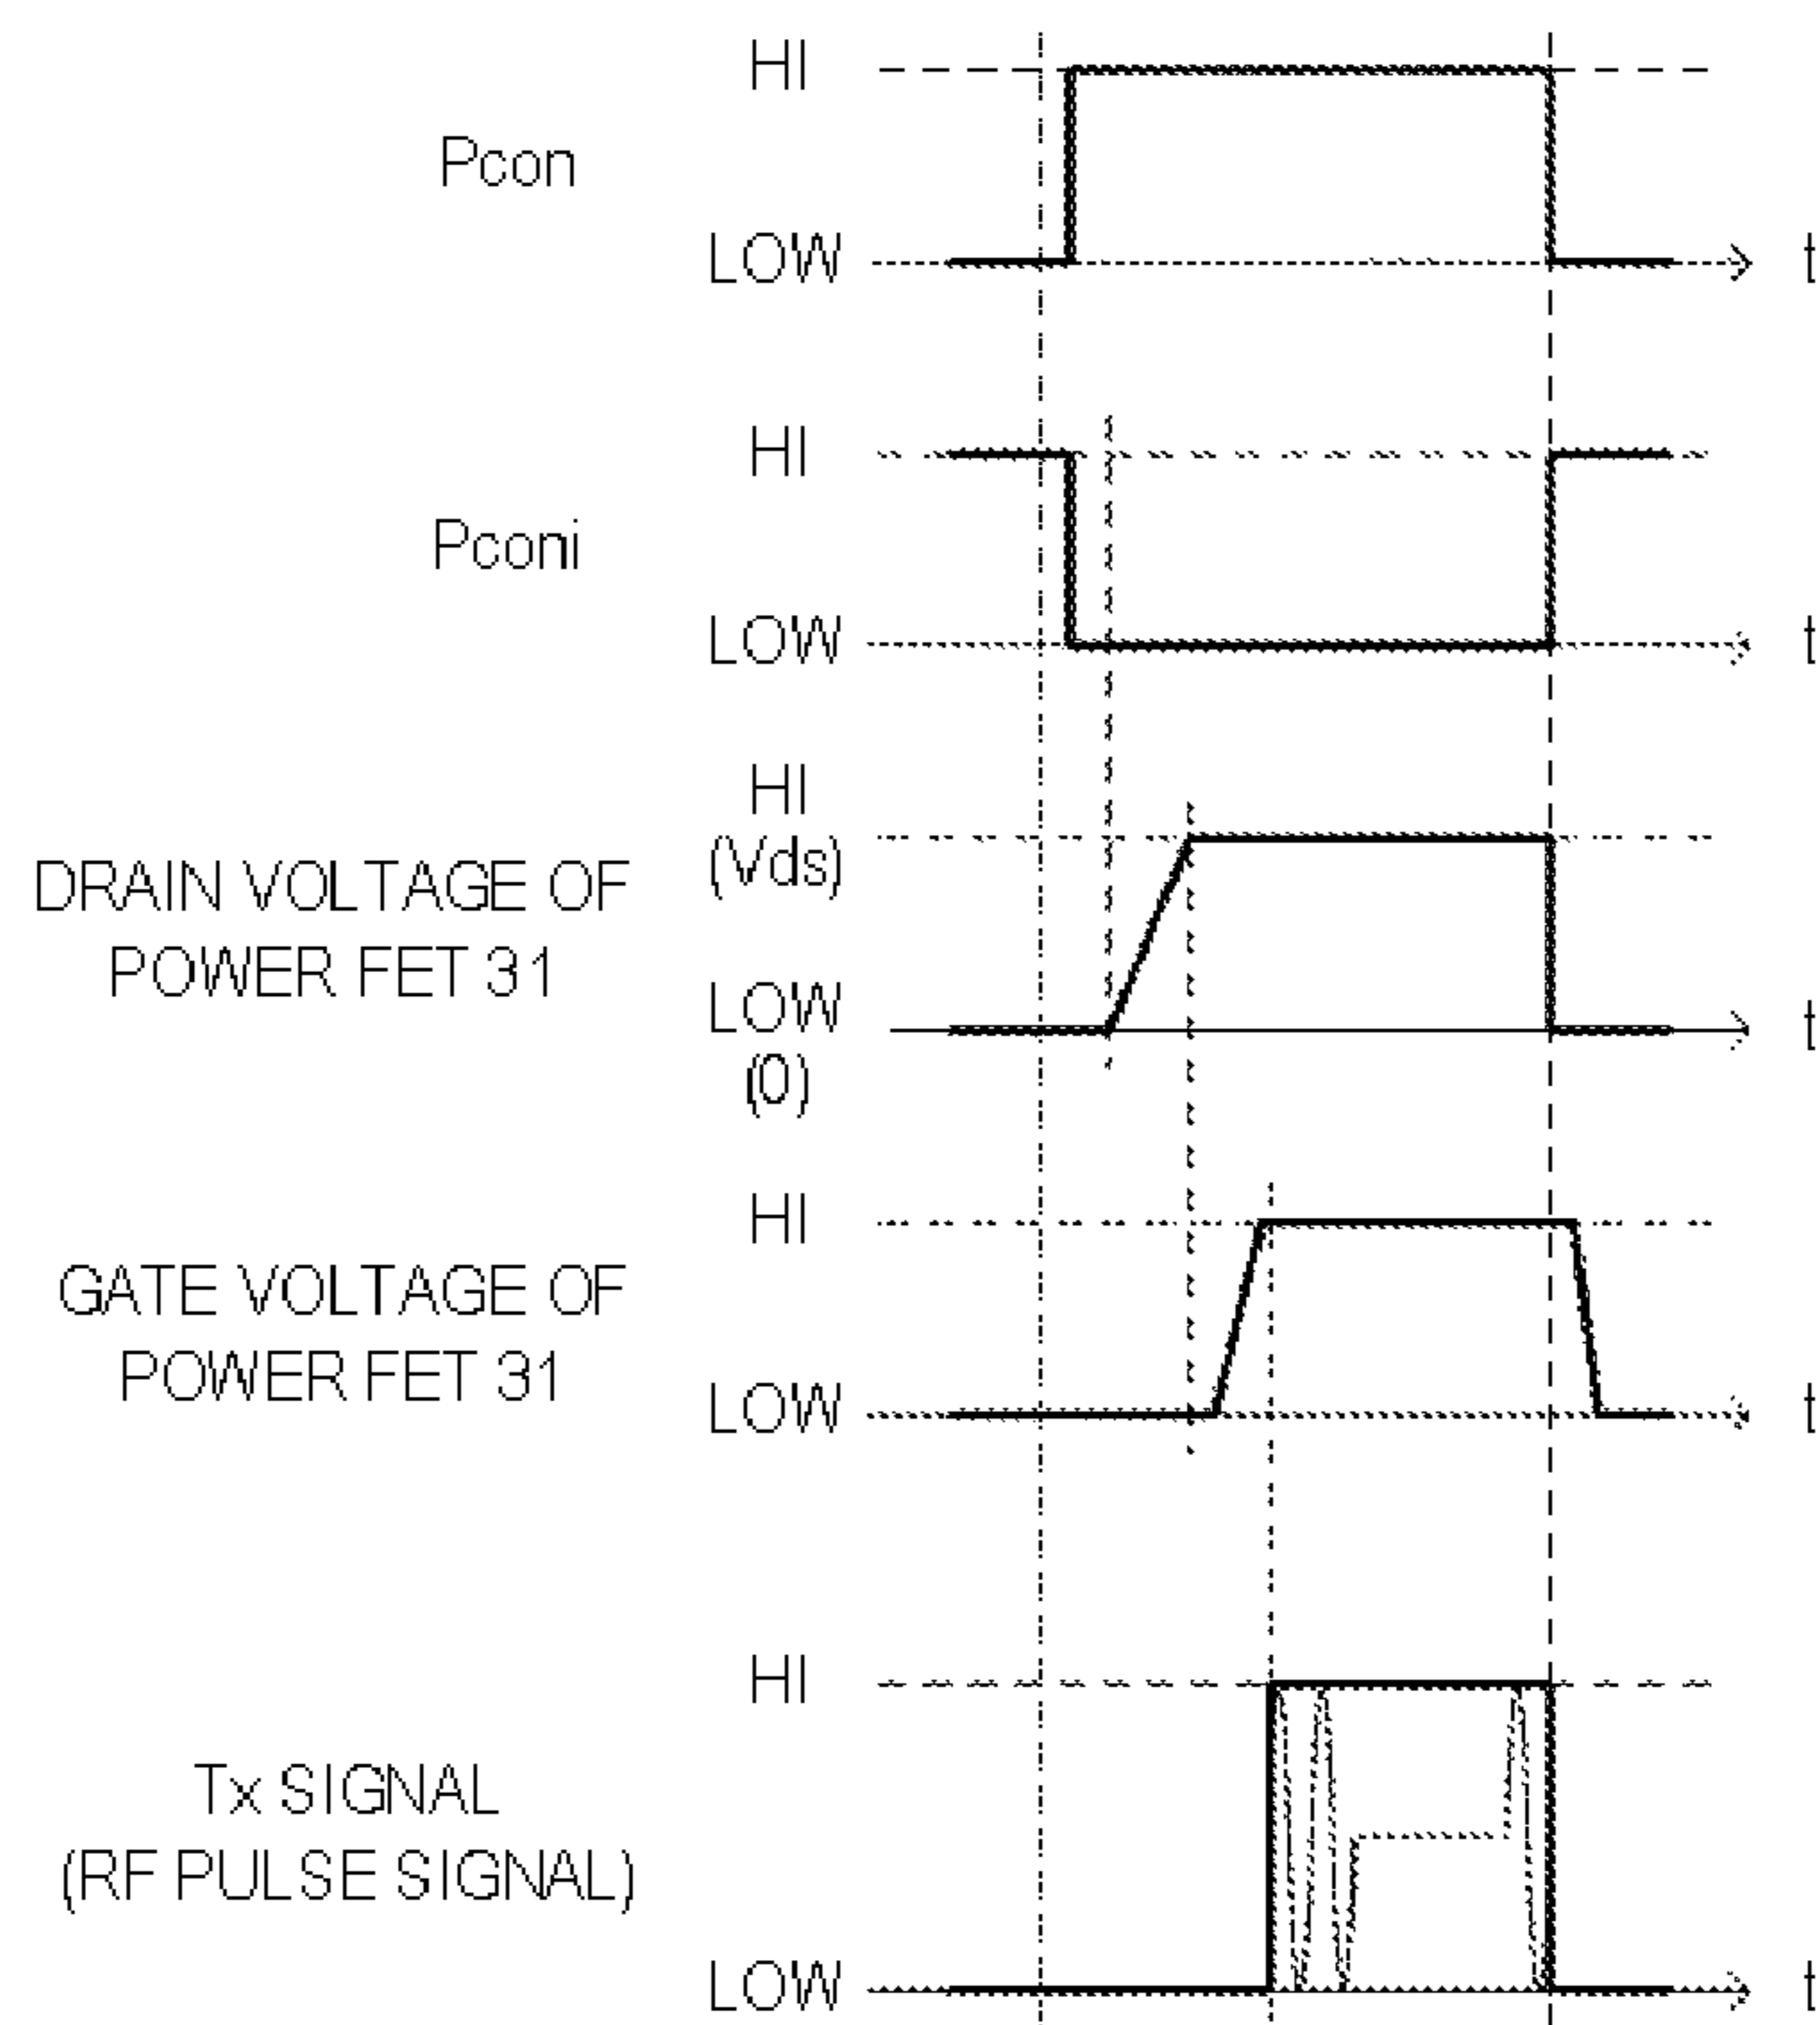 HI
Pcon
LOW
t
HI
Pconi
LOW
t
HI
(Vds)
DRAIN VOLTAGE OF
POWER FET 31
LOW
(0)
t
HI
GATE VOLTAGE OF
POWER FET 31
LOW
t
HI
Tx SIGNAL
(RF PULSE SIGNAL)
LOW
t